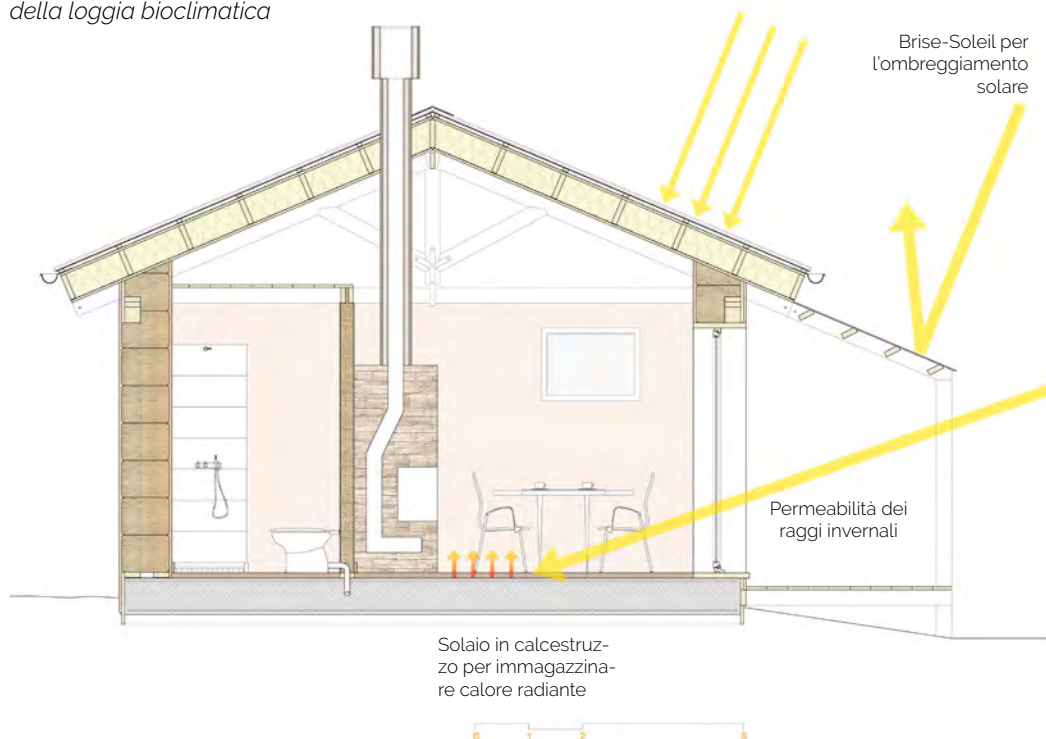 della loggia bioclimatica
Brise-Soleil per
l'ombreggiamento
solare
Permeabilità dei
raggi invernali
Solaio in calcestruz-
zo per immagazzina-
re calore radiante
0 1 2 5